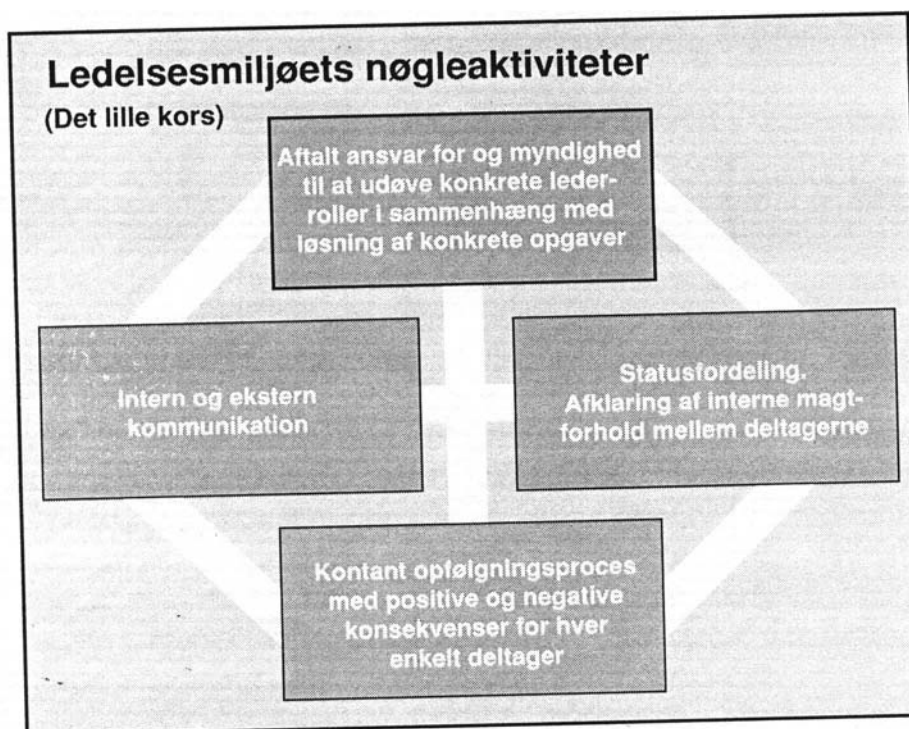 Ledelsesmiljøets nøgleaktiviteter
(Det lille kors)
Aftalt ansvar for og myndighed
til at udøve konkrete leder-
roller i sammenhæng med
løsning af konkrete opgaver
Intern og ekstern
kommunikation
Statusfordeling.
Afklaring af interne magt-
forhold mellem deltagerne
Kontant opfølgningsproces
med positive og negative
konsekvenser for hver
enkelt deltager